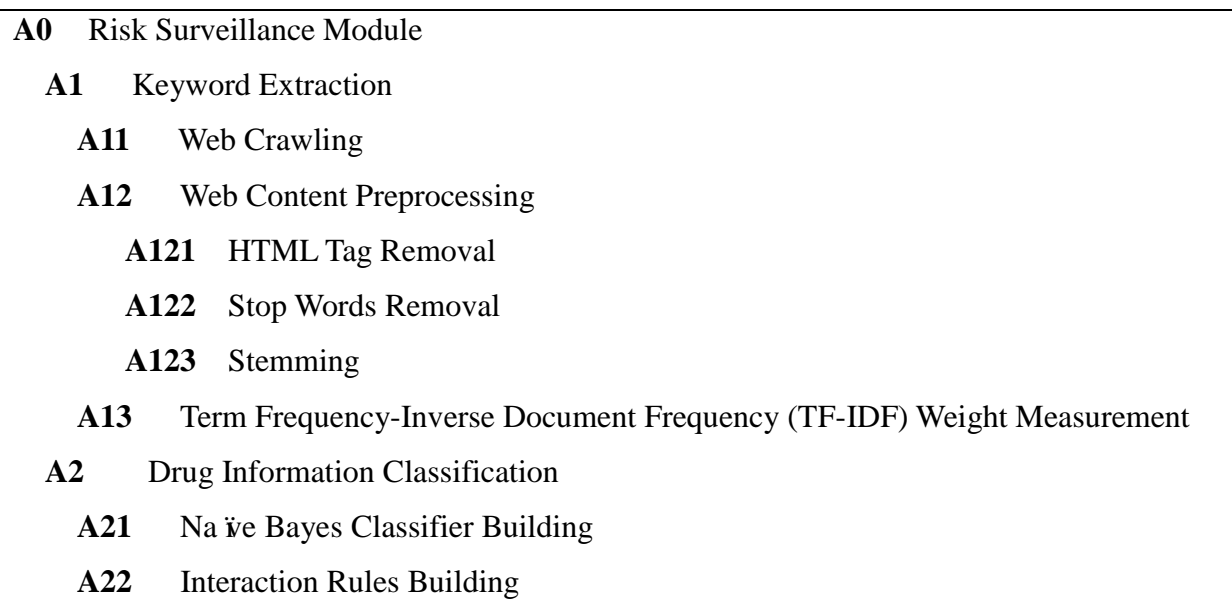 A0 Risk Surveillance Module
A1 Keyword Extraction
A11 Web Crawling
A12 Web Content Preprocessing
A121 HTML Tag Removal
A122 Stop Words Removal
A123 Stemming
A13 Term Frequency-Inverse Document Frequency (TF-IDF) Weight Measurement
A2 Drug Information Classification
A21 Na ïve Bayes Classifier Building
A22 Interaction Rules Building